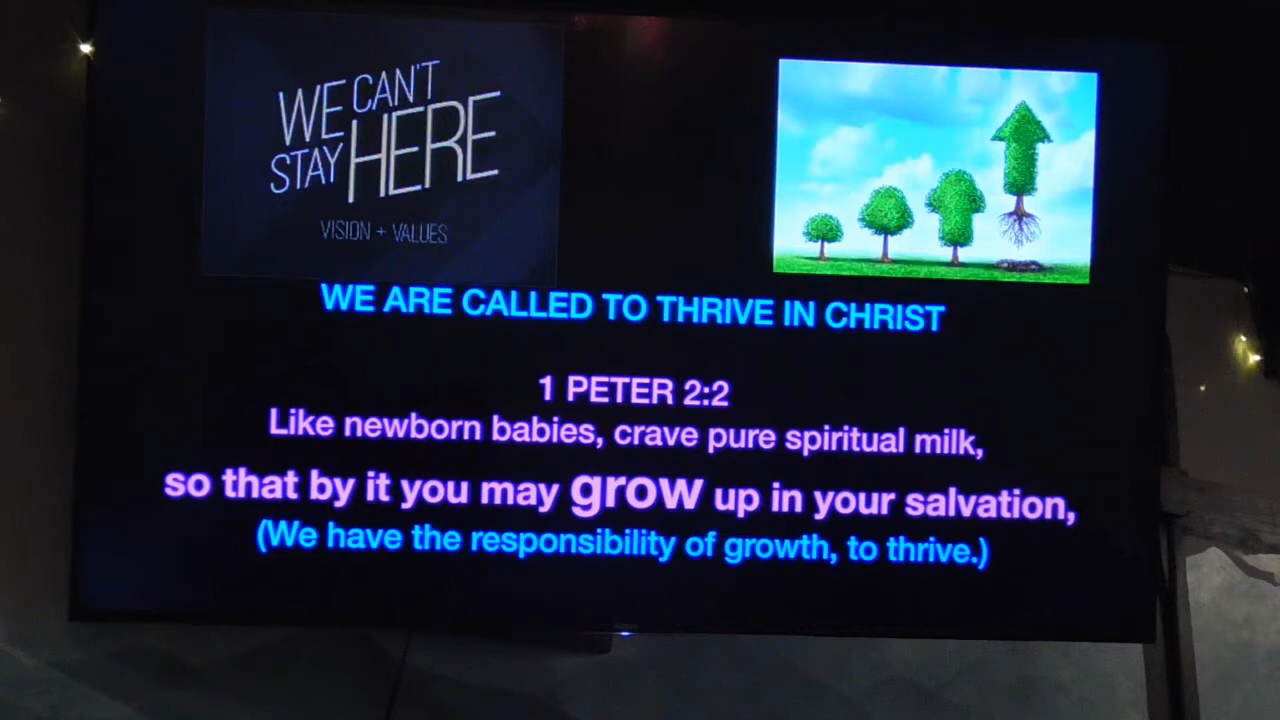 WE CAN'T
STAY HERE
VISION + VALUES
WE ARE CALLED TO THRIVE IN CHRIST
1 PETER 2:2
Like newborn babies, crave pure spiritual milk,
so that by it you may grow up in your salvation,
(We have the responsibility of growth, to thrive.)